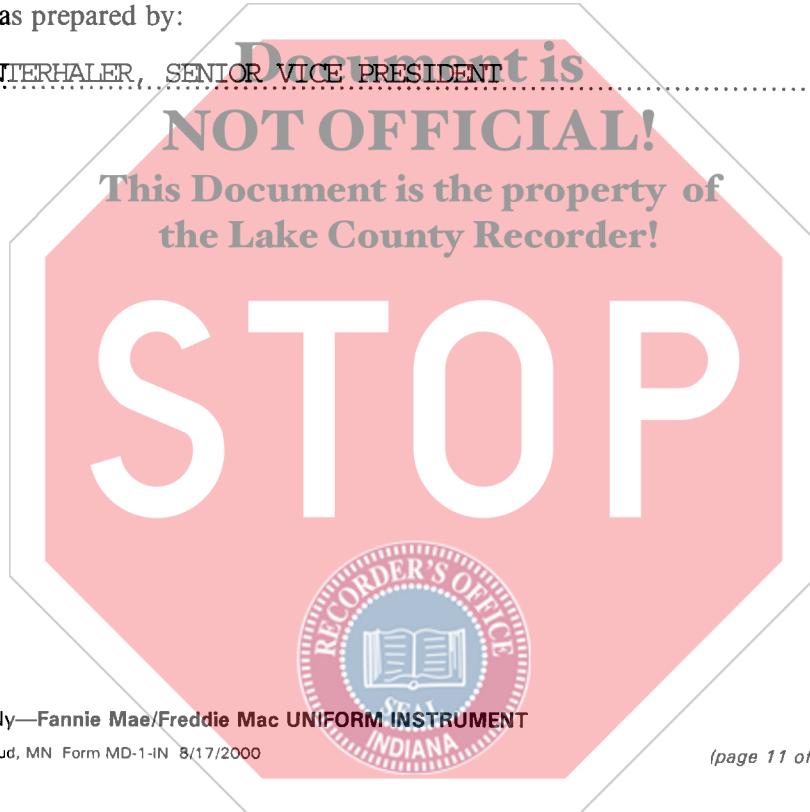 as prepared by:
TERHALER, SENIOR VICE PRESIDENT
Document is
NOT OFFICIAL!
This Document is the property of
the Lake County Recorder!
STOP
RECORDER'S OFFICE
SEAL
INDIANA
ly—Fannie Mae/Freddie Mac UNIFORM INSTRUMENT
ud, MN Form MD-1-IN 8/17/2000
(page 11 of